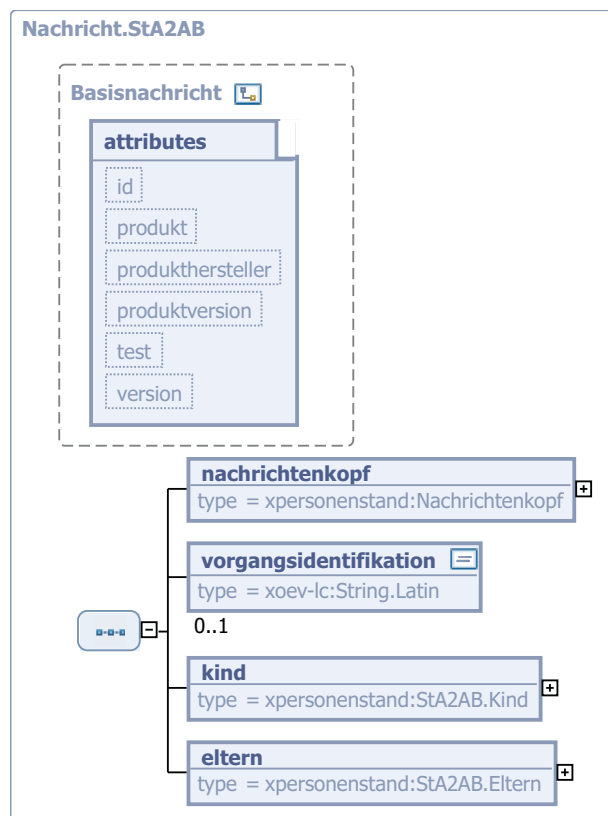 Nachricht.StA2AB
Basisnachricht
attributes
id
produkt
produkthersteller
produktversion
test
version
nachrichtenkopf
type = xpersonenstand:Nachrichtenkopf
vorgangsidentifikation
type = xoev-lc:String.Latin
0..1
kind
type = xpersonenstand:StA2AB.Kind
eltern
type = xpersonenstand:StA2AB.Eltern